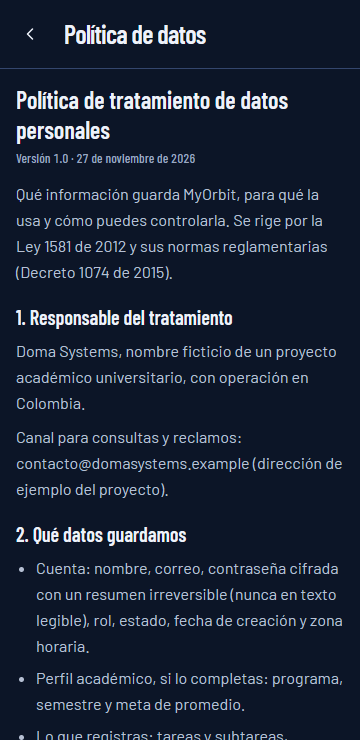 Política de datos
Política de tratamiento de datos
personales
Versión 1.0 · 27 de noviembre de 2026
Qué información guarda MyOrbit, para qué la
usa y cómo puedes controlarla. Se rige por la
Ley 1581 de 2012 y sus normas reglamentarias
(Decreto 1074 de 2015).
1. Responsable del tratamiento
Doma Systems, nombre ficticio de un proyecto
académico universitario, con operación en
Colombia.
Canal para consultas y reclamos:
contacto@domasystems.example (dirección de
ejemplo del proyecto).
2. Qué datos guardamos
• Cuenta: nombre, correo, contraseña cifrada
con un resumen irreversible (nunca en texto
legible), rol, estado, fecha de creación y zona
horaria.
• Perfil académico, si lo completas: programa,
semestre y meta de promedio.
• Lo que registras: tareas y subtareas,